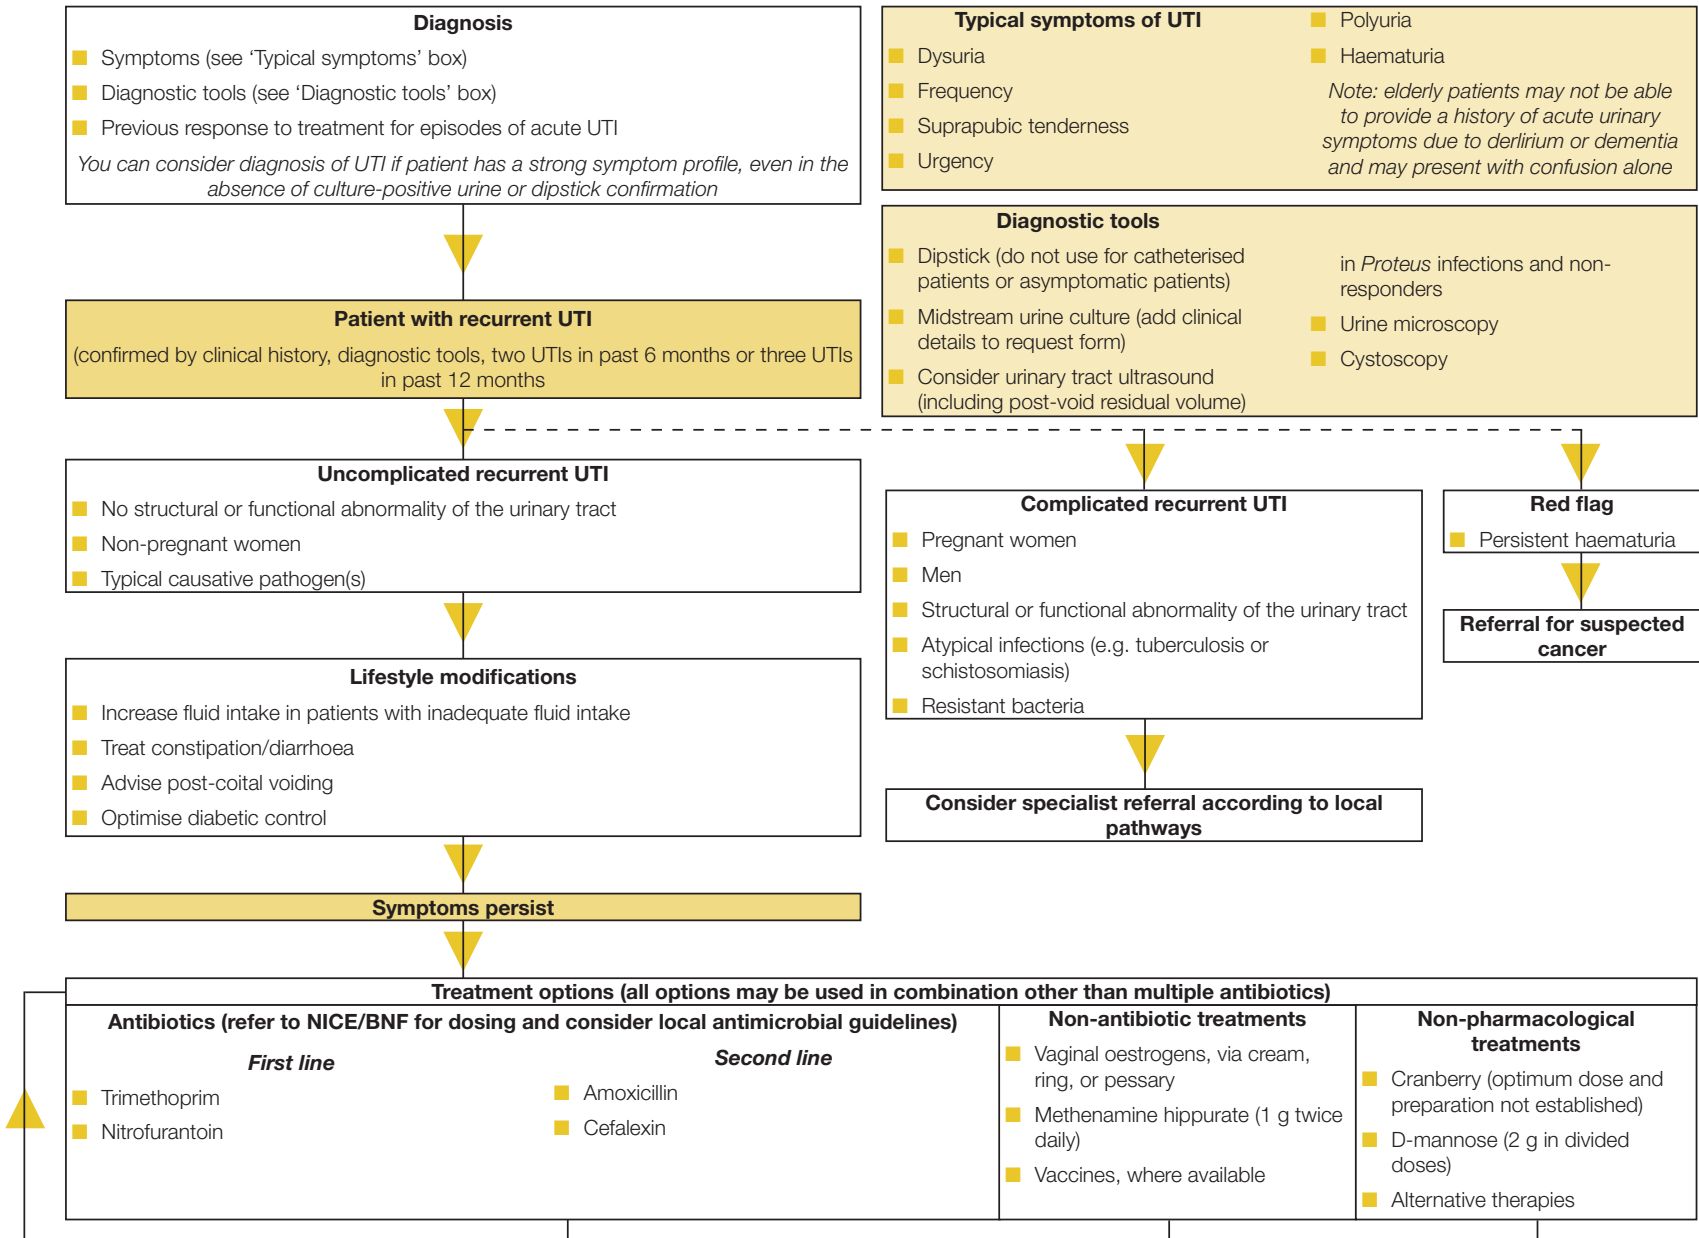 Diagnosis
Symptoms (see ‘Typical symptoms’ box)
Diagnostic tools (see ‘Diagnostic tools’ box)
Previous response to treatment for episodes of acute UTI
You can consider diagnosis of UTI if patient has a strong symptom profile, even in the
absence of culture-positive urine or dipstick confirmation
Typical symptoms of UTI
Dysuria
Frequency
Suprapubic tenderness
Urgency
Polyuria
Haematuria
Note: elderly patients may not be able
to provide a history of acute urinary
symptoms due to derlirium or dementia
and may present with confusion alone
Diagnostic tools
Dipstick (do not use for catheterised
patients or asymptomatic patients)
Midstream urine culture (add clinical
details to request form)
Consider urinary tract ultrasound
(including post-void residual volume)
in Proteus infections and non-
responders
Urine microscopy
Cystoscopy
Patient with recurrent UTI
(confirmed by clinical history, diagnostic tools, two UTIs in past 6 months or three UTIs
in past 12 months
Uncomplicated recurrent UTI
No structural or functional abnormality of the urinary tract
Non-pregnant women
Typical causative pathogen(s)
Complicated recurrent UTI
Pregnant women
Men
Structural or functional abnormality of the urinary tract
Atypical infections (e.g. tuberculosis or
schistosomiasis)
Resistant bacteria
Red flag
Persistent haematuria
Referral for suspected
cancer
Lifestyle modifications
Increase fluid intake in patients with inadequate fluid intake
Treat constipation/diarrhoea
Advise post-coital voiding
Optimise diabetic control
Consider specialist referral according to local
pathways
Symptoms persist
Treatment options (all options may be used in combination other than multiple antibiotics)
Antibiotics (refer to NICE/BNF for dosing and consider local antimicrobial guidelines)
First line
Trimethoprim
Nitrofurantoin
Second line
Amoxicillin
Cefalexin
Non-antibiotic treatments
Vaginal oestrogens, via cream,
ring, or pessary
Methenamine hippurate (1 g twice
daily)
Vaccines, where available
Non-pharmacological
treatments
Cranberry (optimum dose and
preparation not established)
D-mannose (2 g in divided
doses)
Alternative therapies